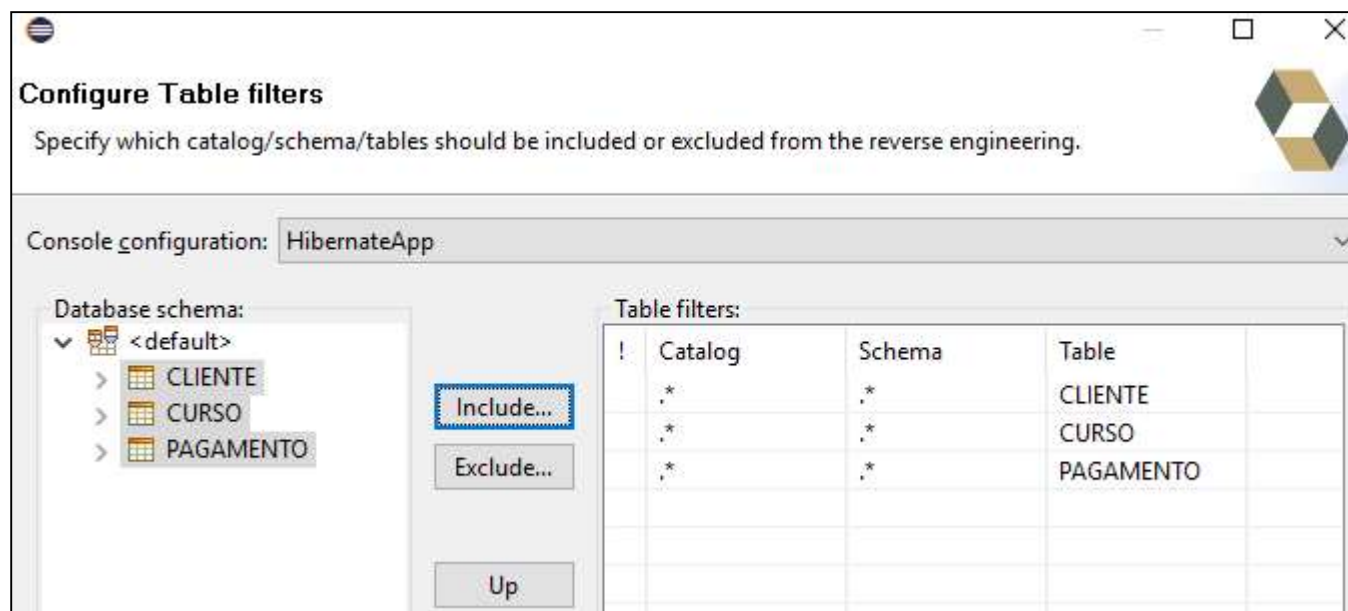 Configure Table filters
Specify which catalog/schema/tables should be included or excluded from the reverse engineering.
Console configuration: HibernateApp
Database schema:
<default>
CLIENTE
CURSO
PAGAMENTO
Include...
Exclude...
Up
Table filters:
! Catalog Schema Table
.* .* CLIENTE
.* .* CURSO
.* .* PAGAMENTO